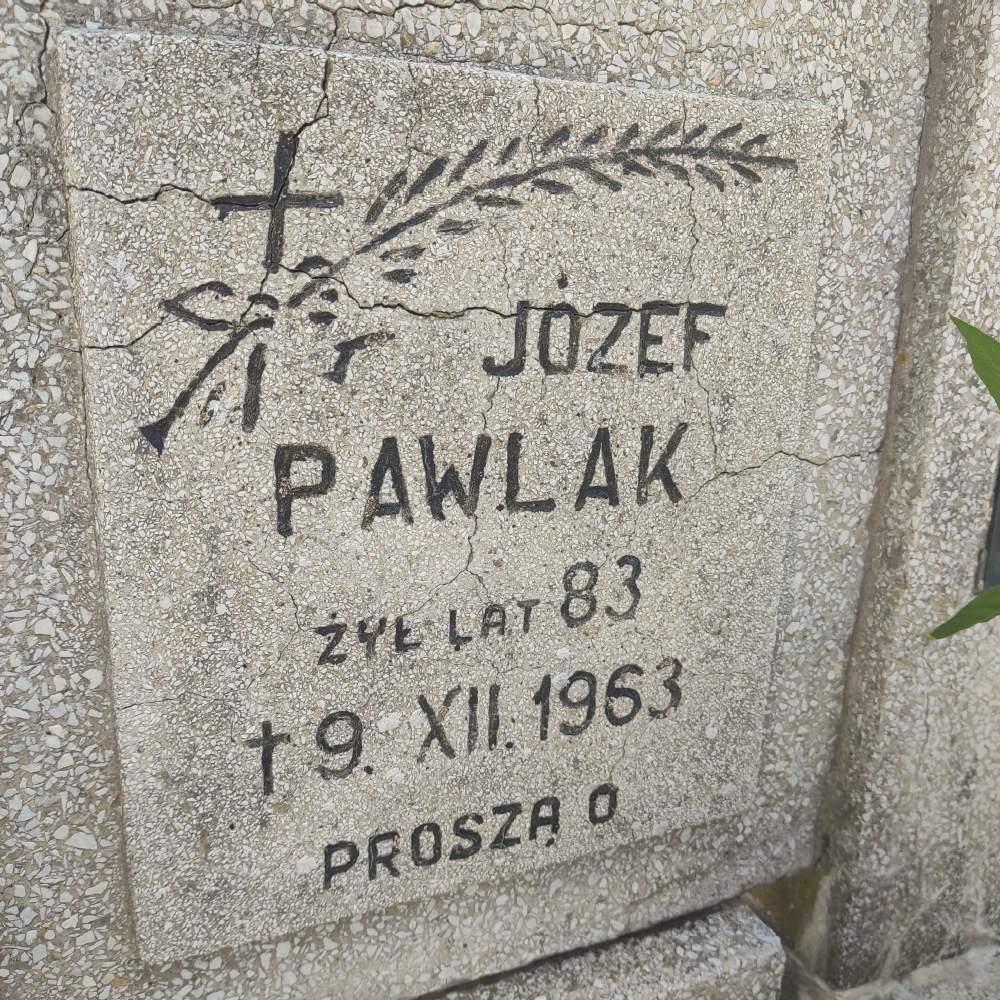 JÓZEF
PAWLAK
ŻYŁ LAT 83
† 9. XII. 1963
PROSZĄ O